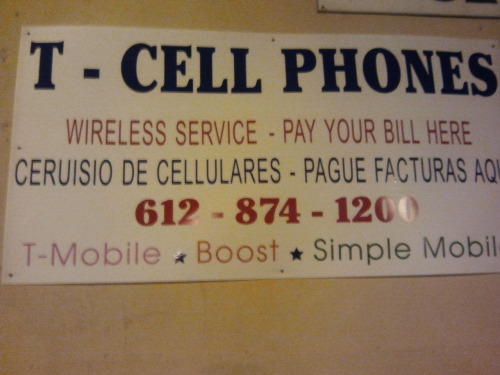 T - CELL PHONES
WIRELESS SERVICE - PAY YOUR BILL HERE
CERUISIO DE CELLULARES - PAGUE FACTURAS AQU
612 - 874 - 1200
T-Mobile ★ Boost ★ Simple Mobil